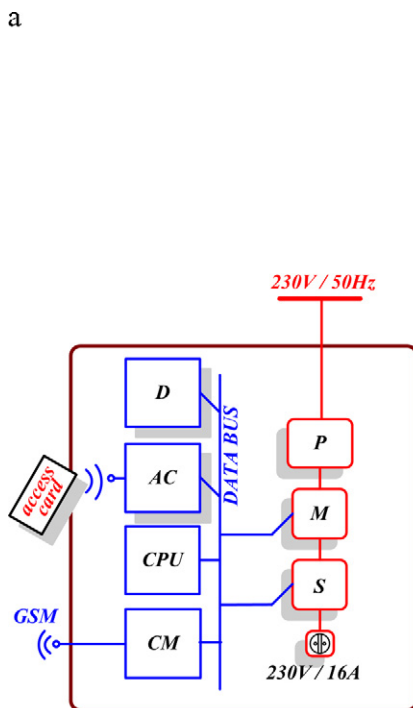 a
230V / 50Hz
D
P
DATA BUS
AC
access
card
M
CPU
S
GSM
CM
230V / 16A